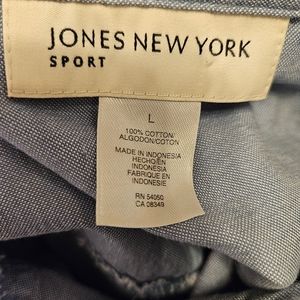 JONES NEW YORK
SPORT
L
100% COTTON/
ALGODON/COTON
MADE IN INDONESIA
HECHO EN
INDONESIA
FABRIQUE EN
INDONESIE
RN 54050
CA 08349